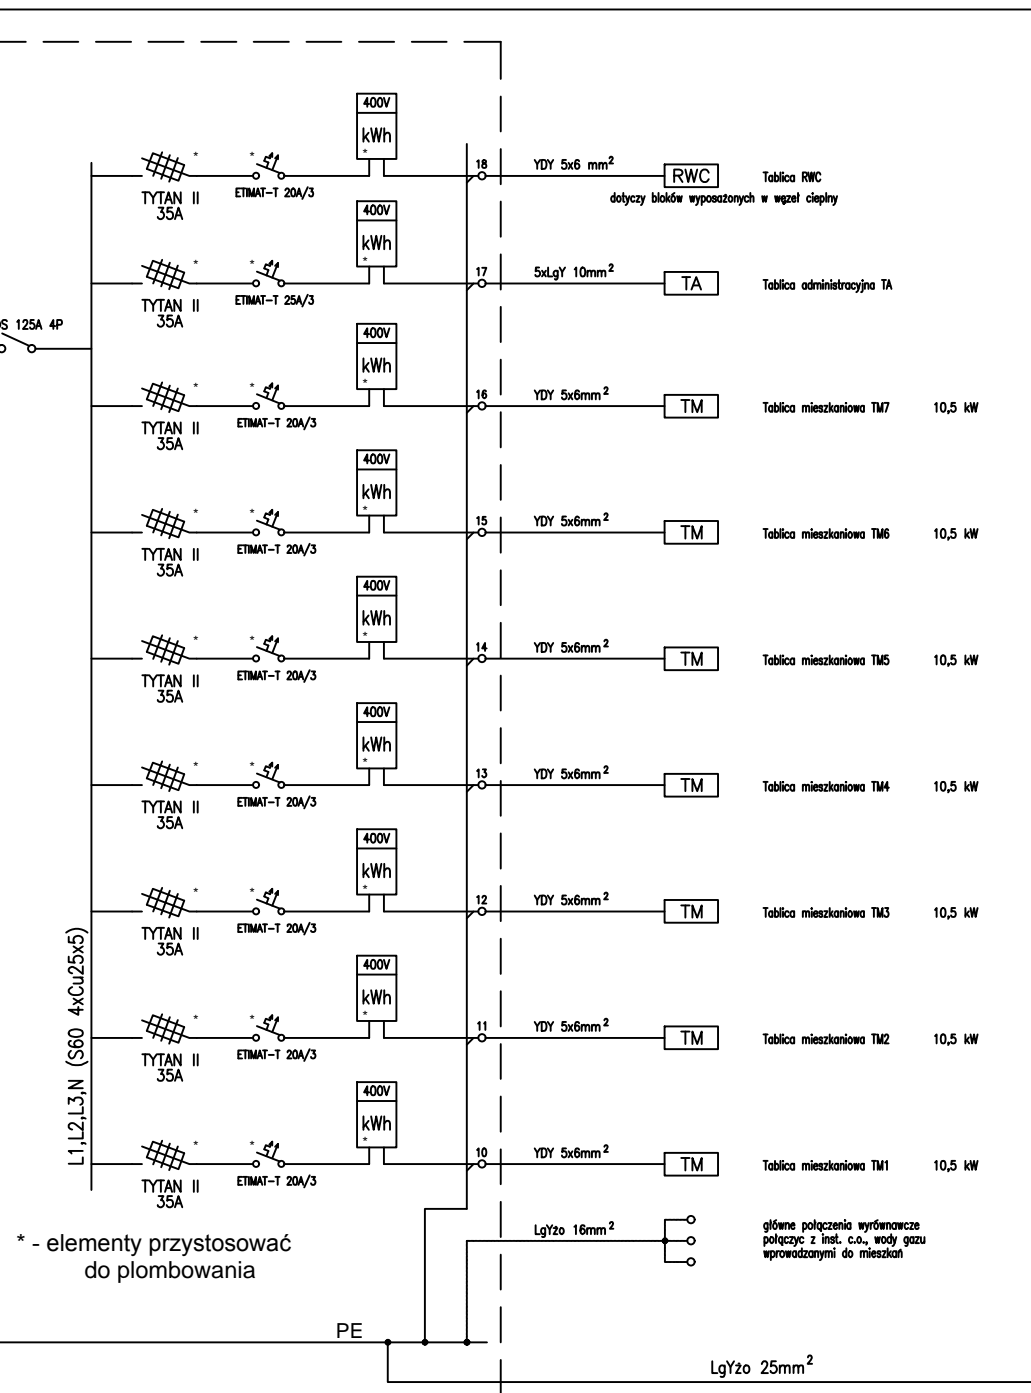 400V
kWh
*
* *
18
YDY 5x6 mm²
RWC
Tablica RWC
TYTAN II
35A
ETIMAT-T 20A/3
dotyczy bloków wyposażonych w węzeł cieplny
400V
kWh
*
* *
17
5xLgY 10mm²
TA
Tablica administracyjna TA
TYTAN II
35A
ETIMAT-T 25A/3
S 125A 4P
400V
kWh
*
* *
16
YDY 5x6mm²
TM
Tablica mieszkaniowa TM7 10,5 kW
TYTAN II
35A
ETIMAT-T 20A/3
400V
kWh
*
* *
15
YDY 5x6mm²
TM
Tablica mieszkaniowa TM6 10,5 kW
TYTAN II
35A
ETIMAT-T 20A/3
400V
kWh
*
* *
14
YDY 5x6mm²
TM
Tablica mieszkaniowa TM5 10,5 kW
TYTAN II
35A
ETIMAT-T 20A/3
400V
kWh
*
* *
13
YDY 5x6mm²
TM
Tablica mieszkaniowa TM4 10,5 kW
TYTAN II
35A
ETIMAT-T 20A/3
400V
kWh
*
* *
12
YDY 5x6mm²
TM
Tablica mieszkaniowa TM3 10,5 kW
TYTAN II
35A
ETIMAT-T 20A/3
400V
kWh
*
* *
11
YDY 5x6mm²
TM
Tablica mieszkaniowa TM2 10,5 kW
TYTAN II
35A
ETIMAT-T 20A/3
400V
kWh
*
* *
10
YDY 5x6mm²
TM
Tablica mieszkaniowa TM1 10,5 kW
TYTAN II
35A
ETIMAT-T 20A/3
L1,L2,L3,N (S60 4xCu25x5)
* - elementy przystosować
do plombowania
LgYżo 16mm²
główne połączenia wyrównawcze
połączyc z inst. c.o., wody gazu
wprowadzanymi do mieszkań
PE
LgYżo 25mm²